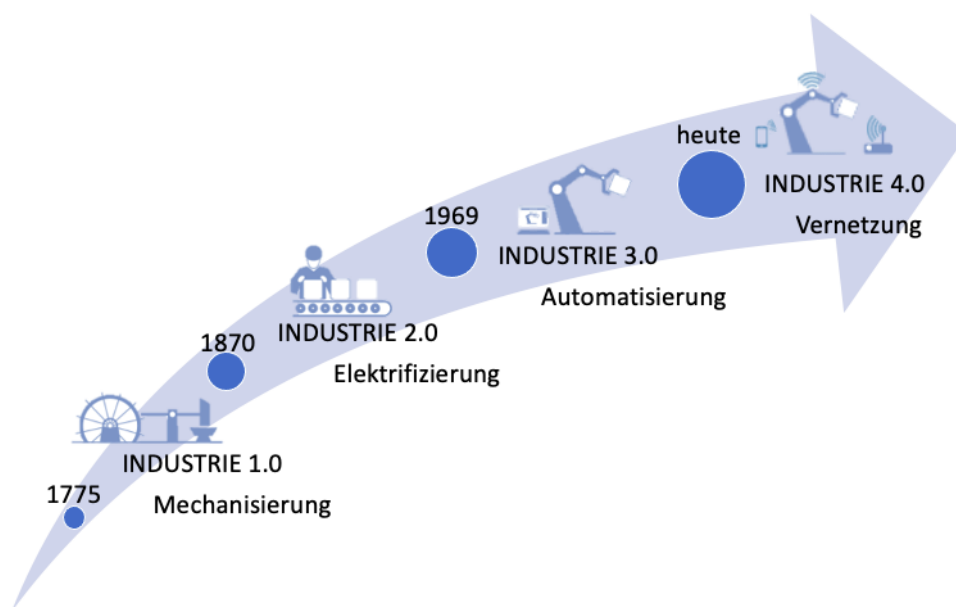 1775
INDUSTRIE 1.0
Mechanisierung
1870
INDUSTRIE 2.0
Elektrifizierung
1969
INDUSTRIE 3.0
Automatisierung
heute
INDUSTRIE 4.0
Vernetzung